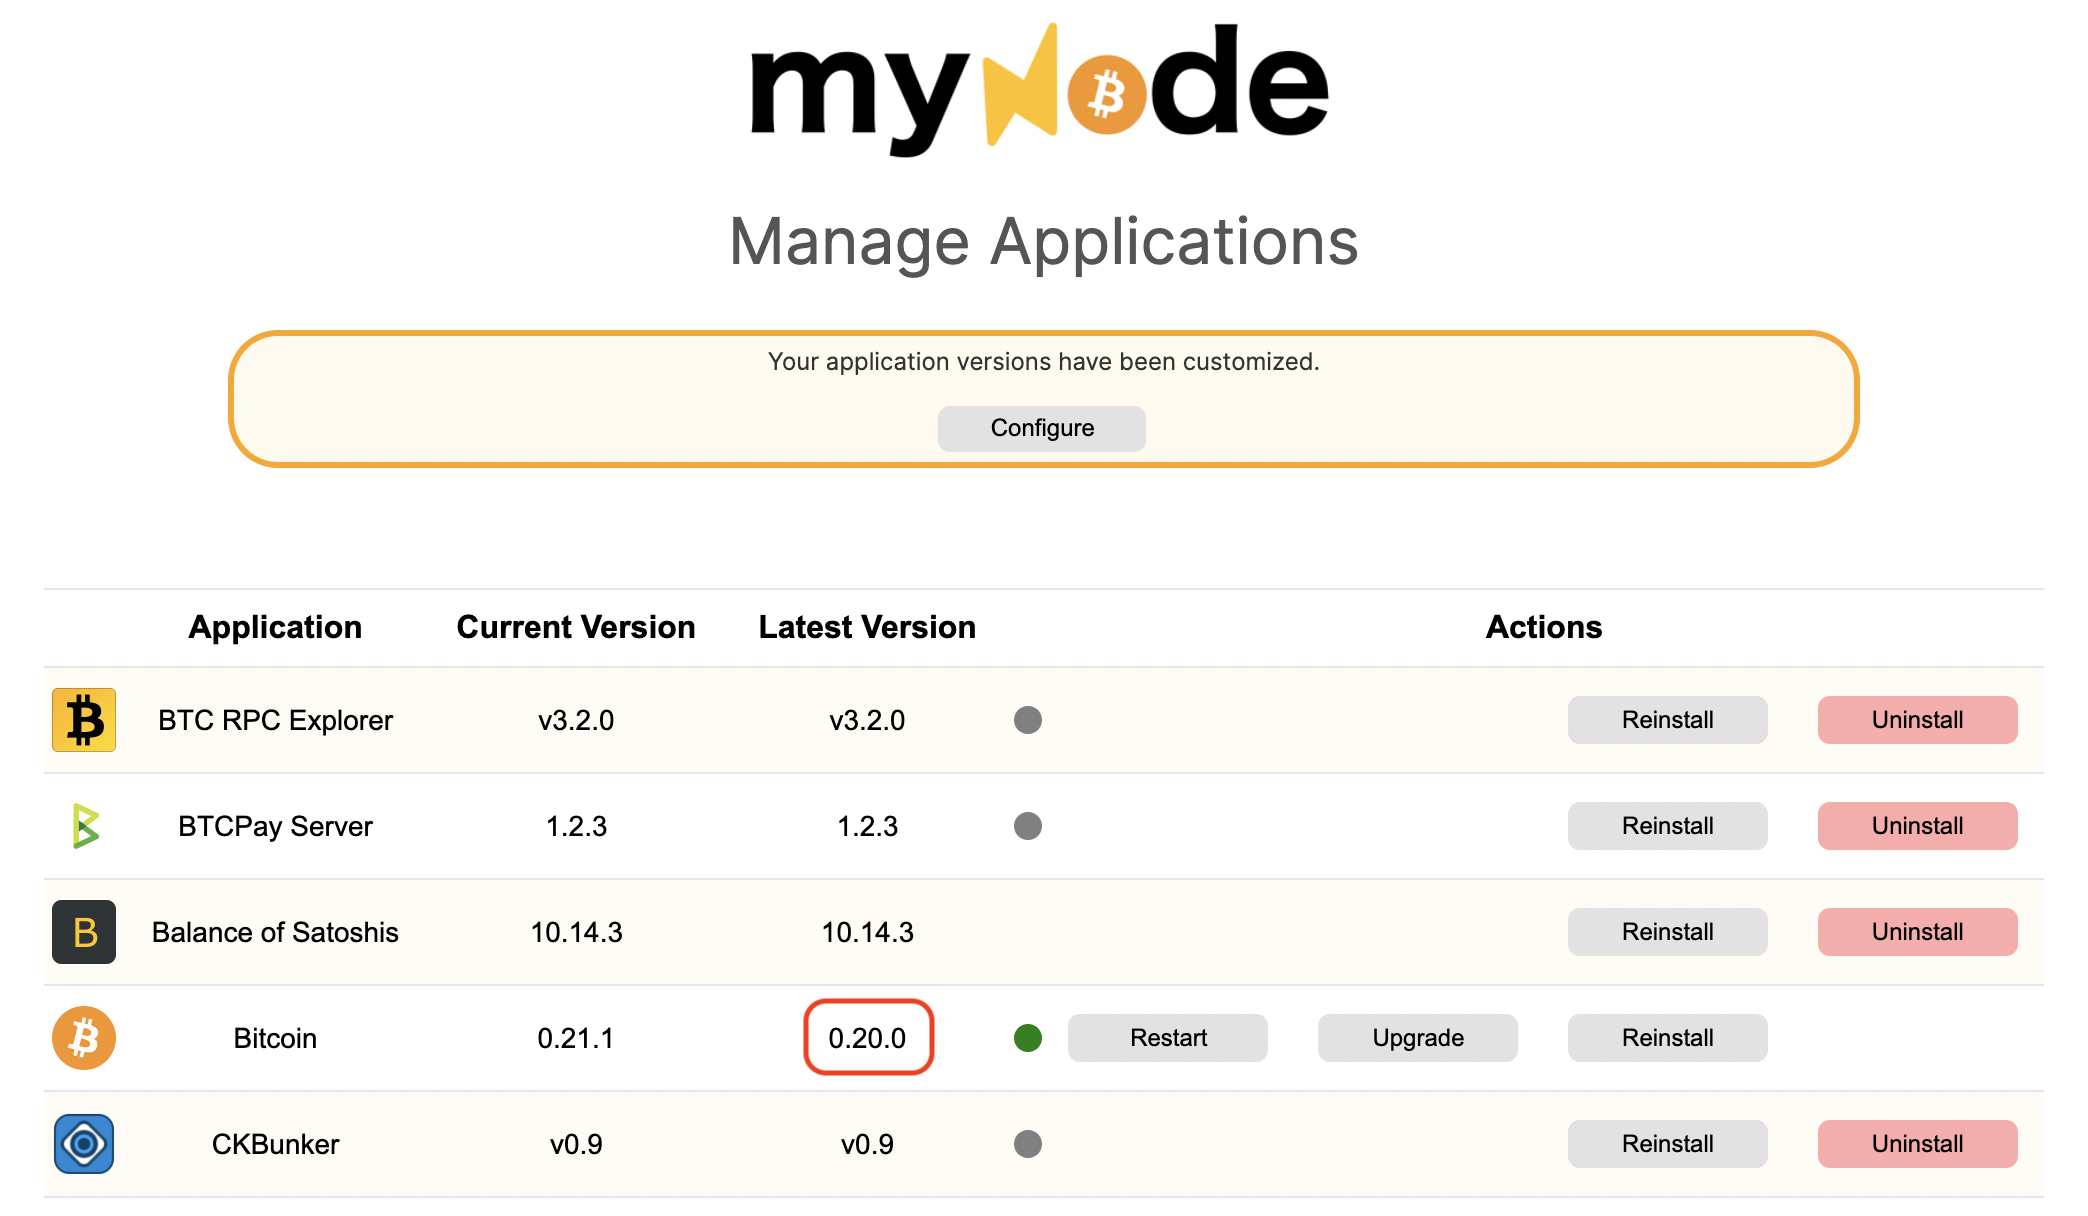 myNode
Manage Applications
Your application versions have been customized.
Configure
Application Current Version Latest Version Actions
BTC RPC Explorer v3.2.0 v3.2.0 Reinstall Uninstall
BTCPay Server 1.2.3 1.2.3 Reinstall Uninstall
B Balance of Satoshis 10.14.3 10.14.3 Reinstall Uninstall
Bitcoin 0.21.1 0.20.0 Restart Upgrade Reinstall
CKBunker v0.9 v0.9 Reinstall Uninstall